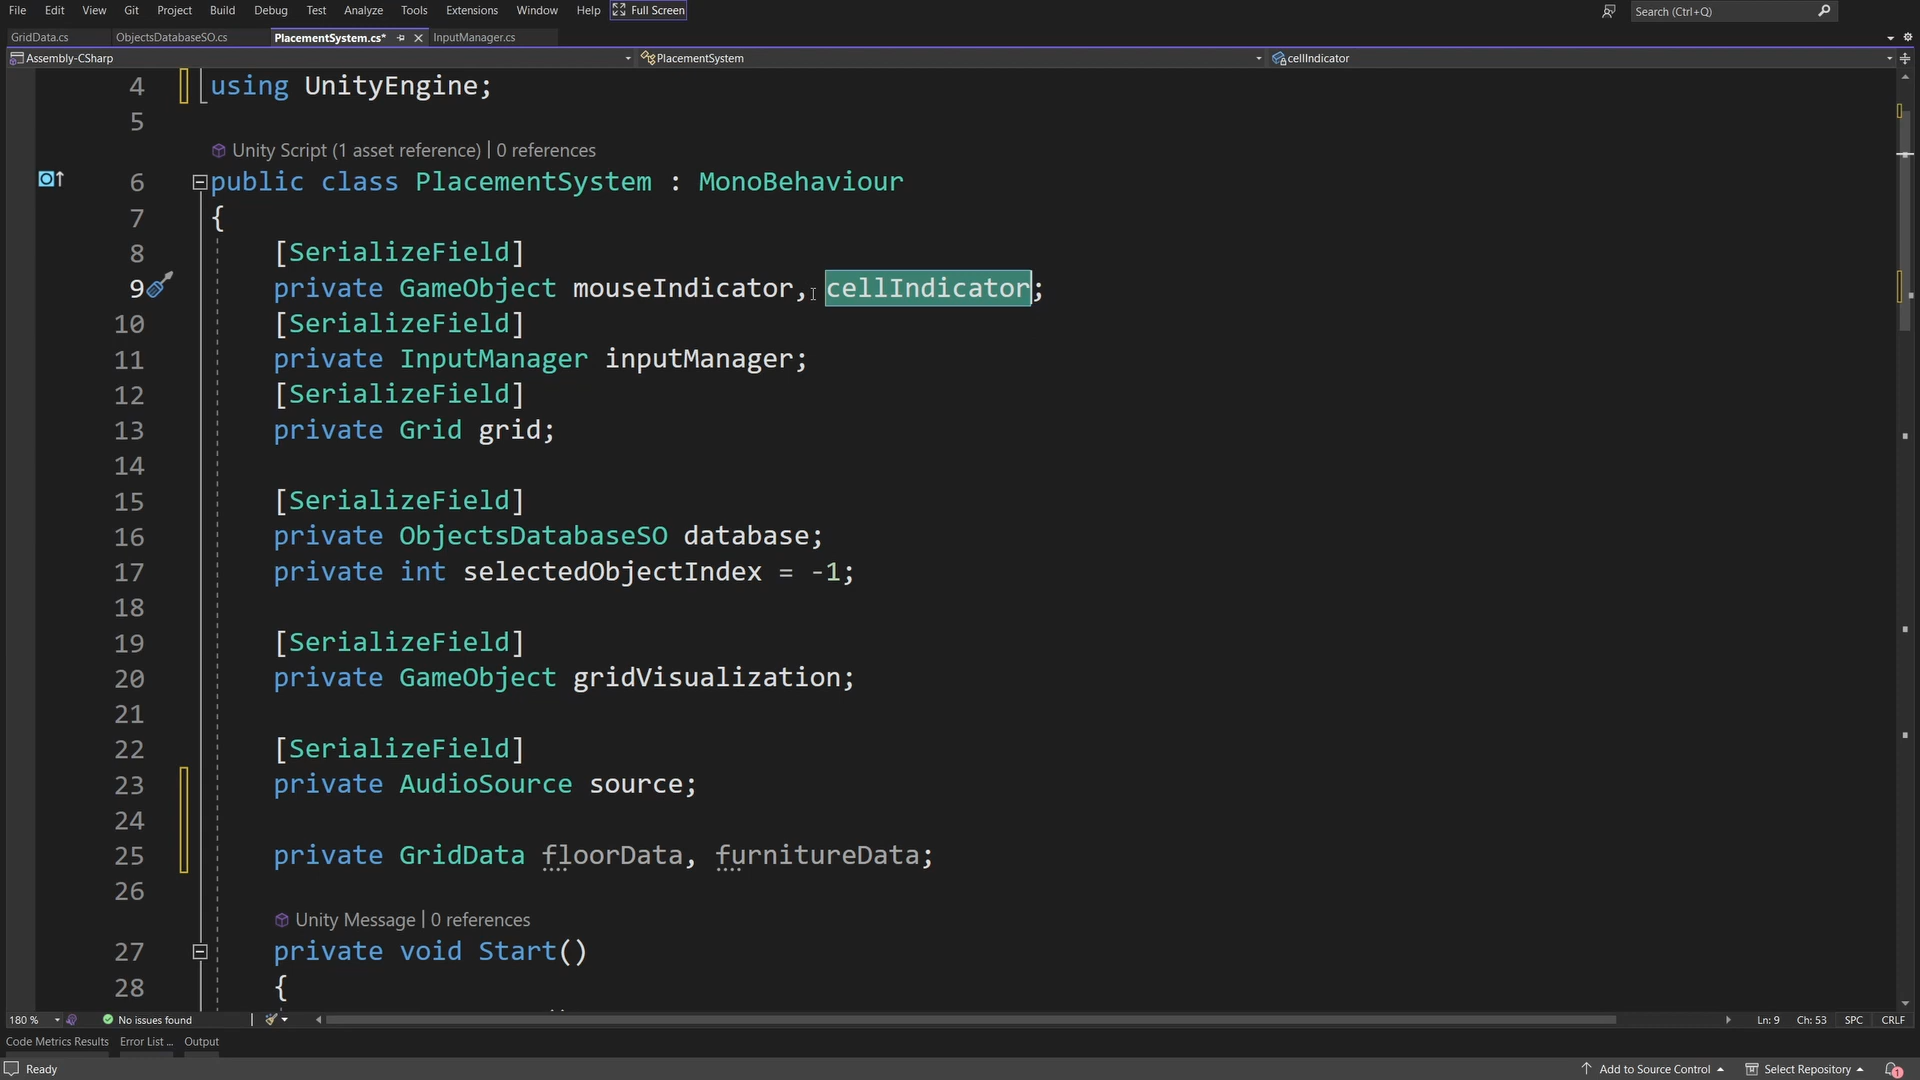 File Edit View Git Project Build Debug Test Analyze Tools Extensions Window Help Full Screen Search (Ctrl+Q)
GridData.cs ObjectsDatabaseSO.cs PlacementSystem.cs* InputManager.cs
Assembly-CSharp PlacementSystem cellIndicator
4 using UnityEngine;
5
Unity Script (1 asset reference) | 0 references
6 public class PlacementSystem : MonoBehaviour
7 {
8 [SerializeField]
9 private GameObject mouseIndicator, cellIndicator;
10 [SerializeField]
11 private InputManager inputManager;
12 [SerializeField]
13 private Grid grid;
14
15 [SerializeField]
16 private ObjectsDatabaseSO database;
17 private int selectedObjectIndex = -1;
18
19 [SerializeField]
20 private GameObject gridVisualization;
21
22 [SerializeField]
23 private AudioSource source;
24
25 private GridData floorData, furnitureData;
26
Unity Message | 0 references
27 private void Start()
28 {
180 % No issues found Ln: 9 Ch: 53 SPC CRLF
Code Metrics Results Error List ... Output
Ready Add to Source Control Select Repository 1